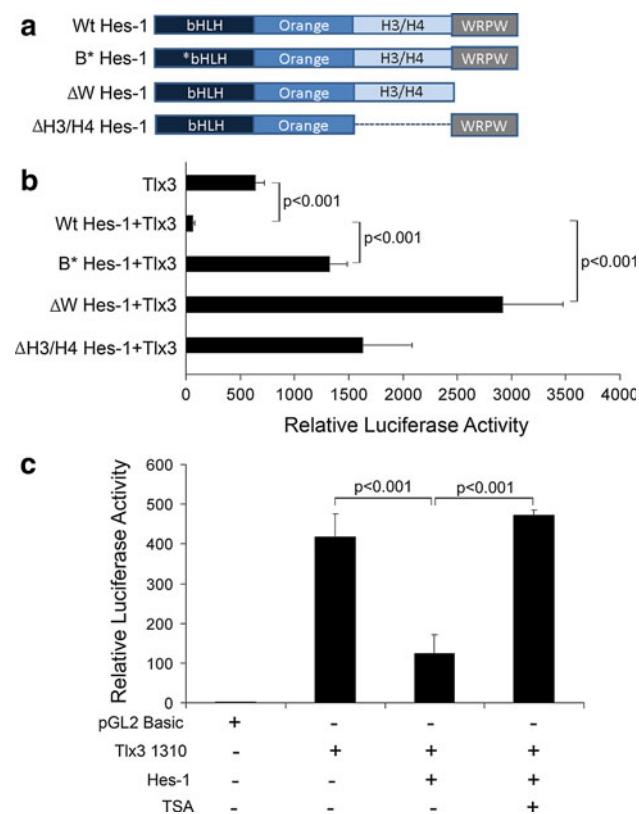 a
Wt Hes-1 bHLH Orange H3/H4 WRPW
B* Hes-1 *bHLH Orange H3/H4 WRPW
ΔW Hes-1 bHLH Orange H3/H4
ΔH3/H4 Hes-1 bHLH Orange WRPW
b
Tlx3
p<0.001
Wt Hes-1+Tlx3
p<0.001
B* Hes-1+Tlx3
p<0.001
ΔW Hes-1+Tlx3
ΔH3/H4 Hes-1+Tlx3
0 500 1000 1500 2000 2500 3000 3500 4000
Relative Luciferase Activity
c
Relative Luciferase Activity
600
500
400
300
200
100
0
p<0.001 p<0.001
pGL2 Basic + - - -
Tlx3 1310 - + + +
Hes-1 - - + +
TSA - - - +